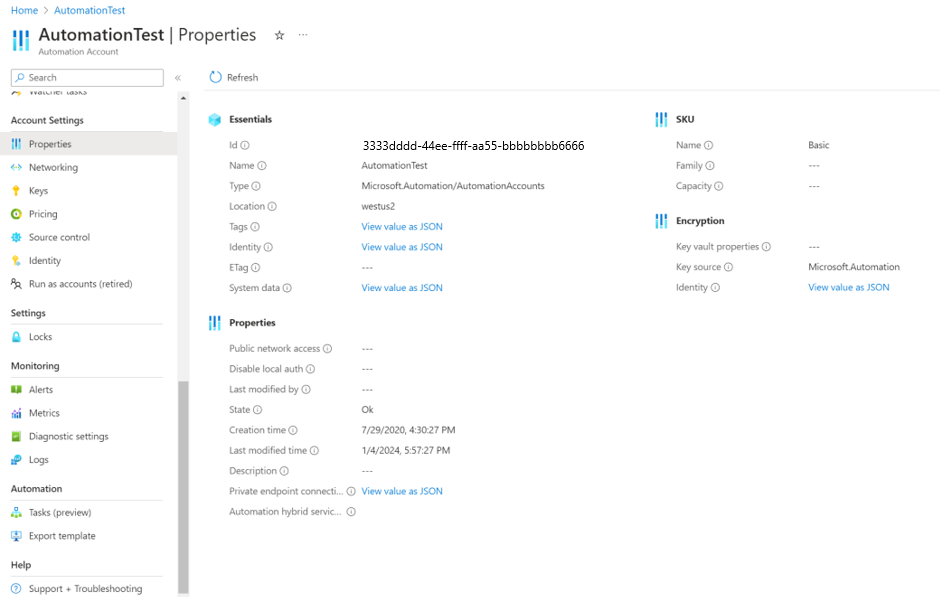 Home > AutomationTest
AutomationTest | Properties
Automation Account
Search
Refresh
Watcher tasks
Account Settings
Properties
Networking
Keys
Pricing
Source control
Identity
Run as accounts (retired)
Settings
Locks
Monitoring
Alerts
Metrics
Diagnostic settings
Logs
Automation
Tasks (preview)
Export template
Help
Support + Troubleshooting
Essentials
Id 3333dddd-44ee-ffff-aa55-bbbbbbbb6666
Name AutomationTest
Type Microsoft.Automation/AutomationAccounts
Location westus2
Tags View value as JSON
Identity View value as JSON
ETag ---
System data View value as JSON
Properties
Public network access ---
Disable local auth ---
Last modified by ---
State Ok
Creation time 7/29/2020, 4:30:27 PM
Last modified time 1/4/2024, 5:57:27 PM
Description ---
Private endpoint connecti... View value as JSON
Automation hybrid servic...
SKU
Name Basic
Family ---
Capacity ---
Encryption
Key vault properties ---
Key source Microsoft.Automation
Identity View value as JSON